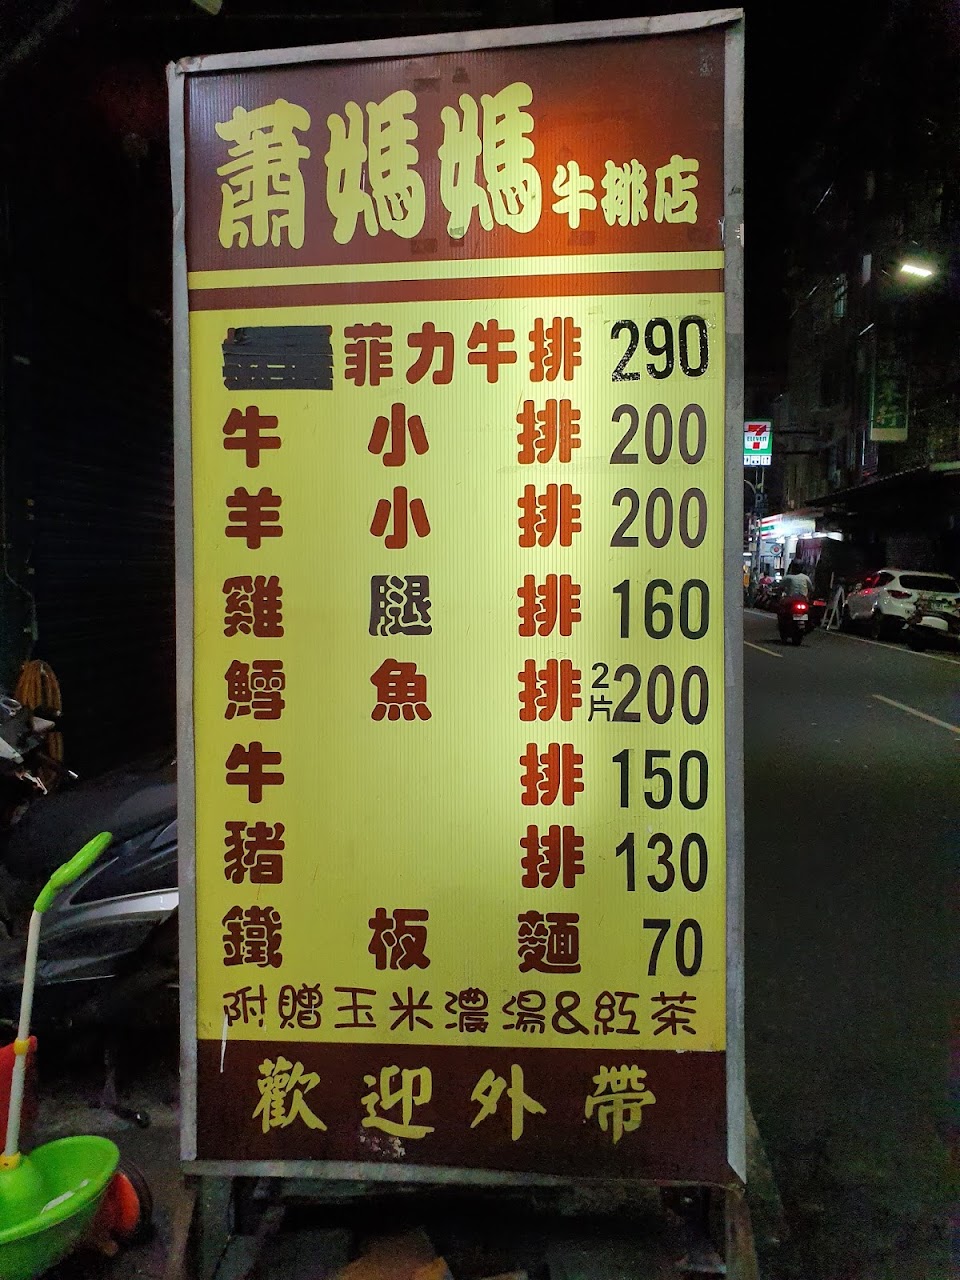 蕭媽媽牛排店
菲力牛排 290
牛小排 200
羊小排 200
雞腿排 160
鱈魚排 2片 200
牛排 150
豬排 130
鐵板麵 70
附贈玉米濃湯&紅茶
歡迎外帶
7
ELEVEN